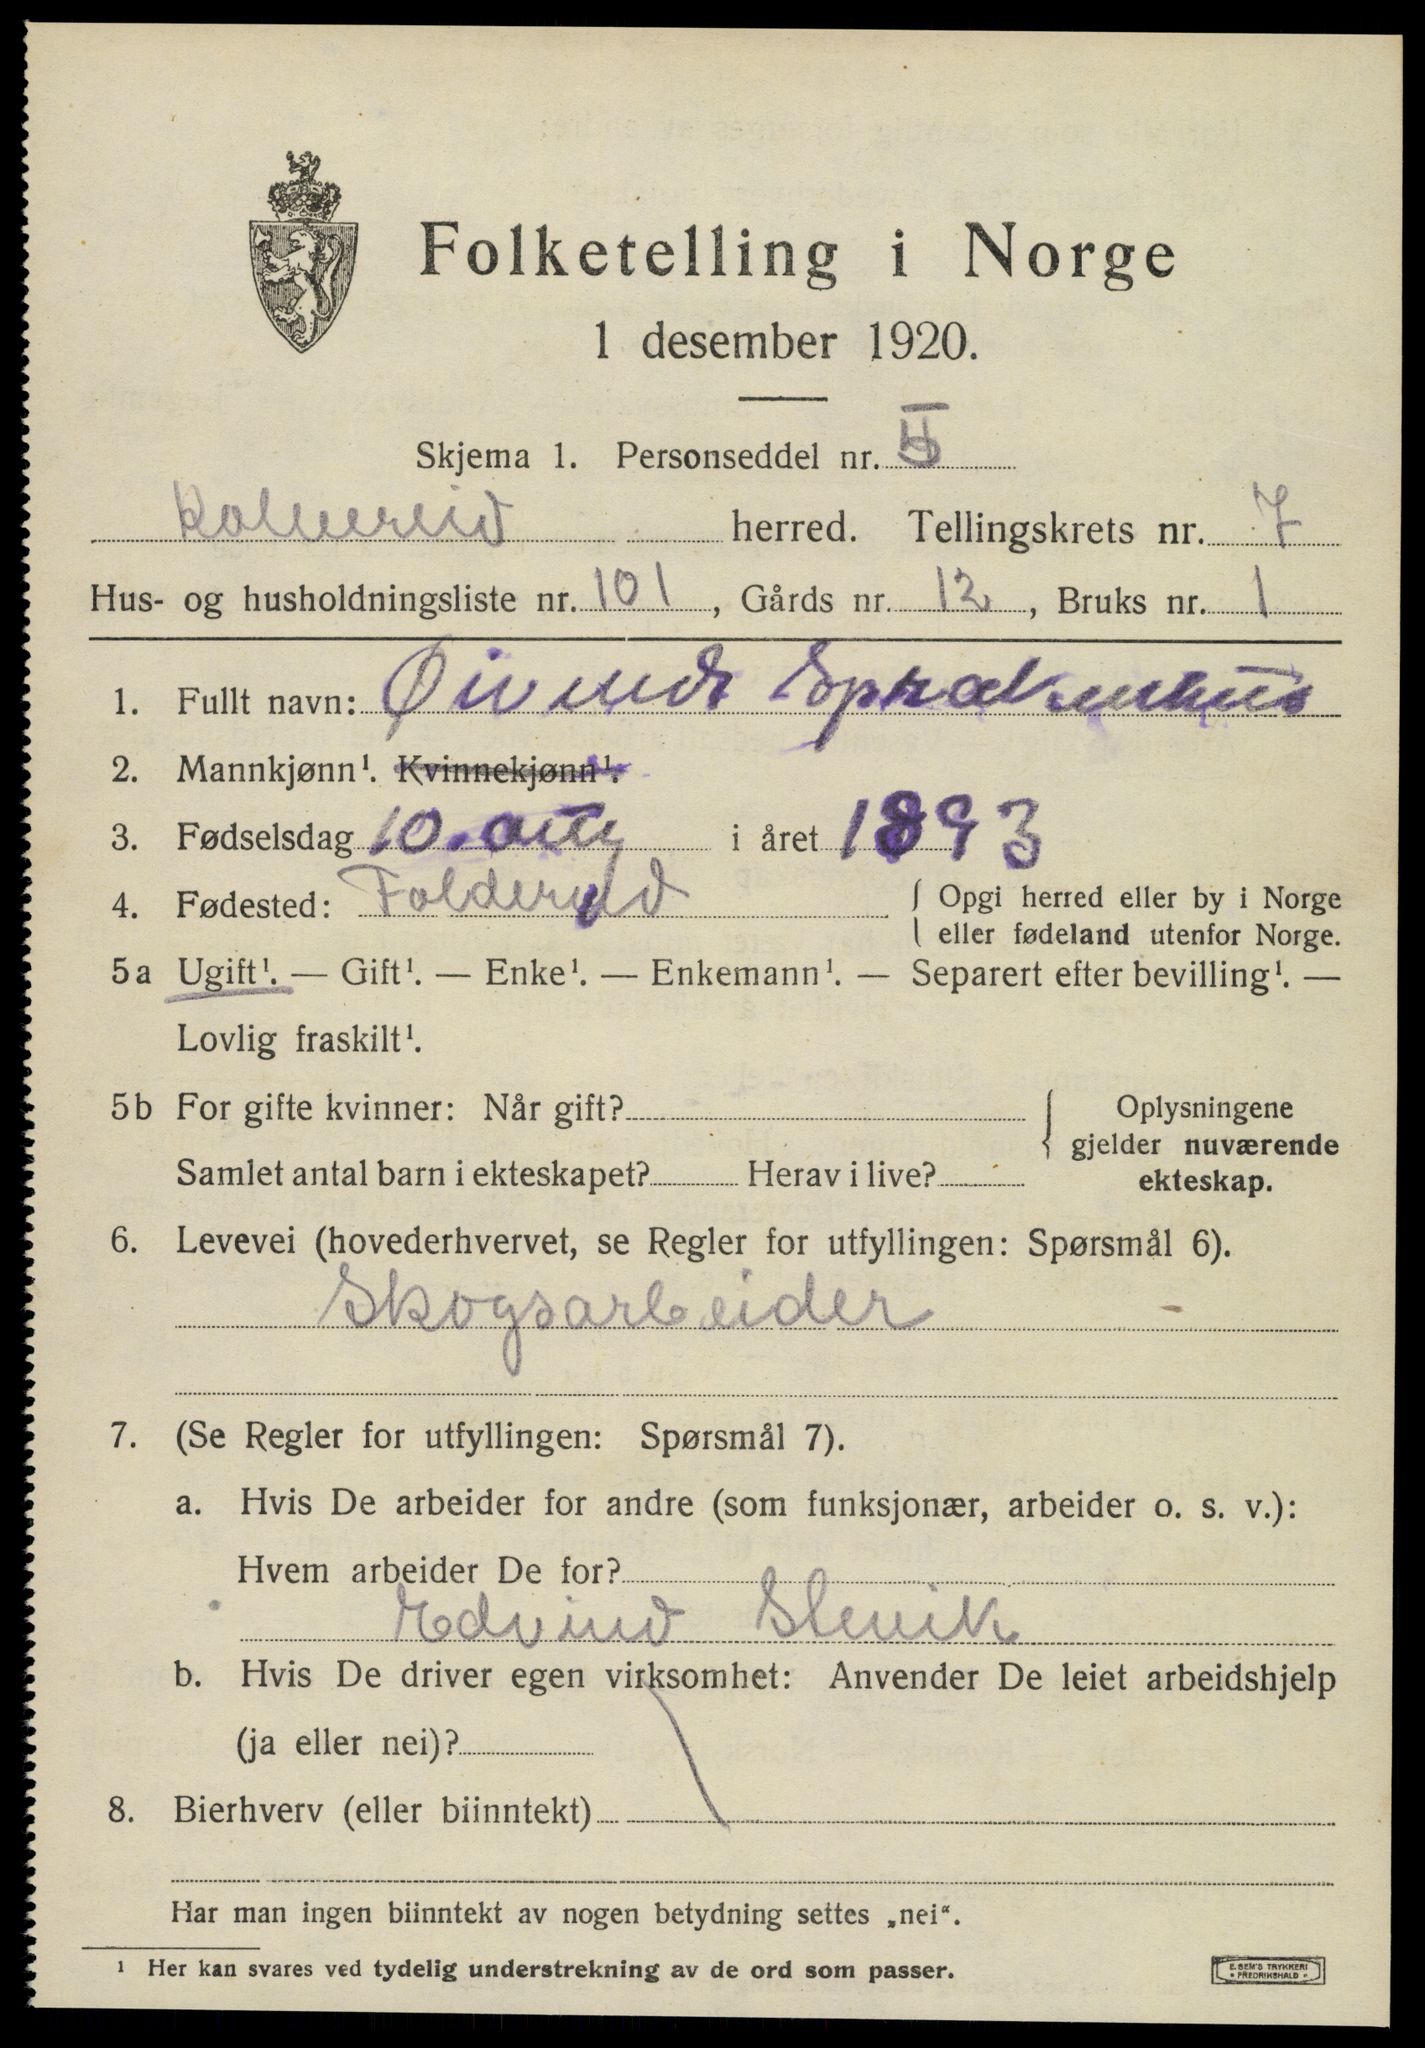 Folketelling i Norge
1 desember 1920.
Skjema 1. Personseddel nr.
Kolvereid herred. Tellingskrets nr. 7
Hus- og husholdningsliste nr. 101, Gårds nr. 12, Bruks nr. 1
1. Fullt navn: Øivind
2. Mannkjønn¹. Kvinnekjønn¹.
3. Fødselsdag 10. i året 1893
4. Fødested: Foldereid { Opgi herred eller by i Norge
eller fødeland utenfor Norge.
5a Ugift¹. — Gift¹. — Enke¹. — Enkemann¹. — Separert efter bevilling¹. —
Lovlig fraskilt¹.
5b For gifte kvinner: Når gift? { Oplysningene
gjelder nuværende
Samlet antal barn i ekteskapet? Herav i live? ekteskap.
6. Levevei (hovederhvervet, se Regler for utfyllingen: Spørsmål 6).
Skogsarbeider
7. (Se Regler for utfyllingen: Spørsmål 7).
a. Hvis De arbeider for andre (som funksjonær, arbeider o. s. v.):
Hvem arbeider De for?
Edvind
b. Hvis De driver egen virksomhet: Anvender De leiet arbeidshjelp
(ja eller nei)?
8. Bierhverv (eller biinntekt)
Har man ingen biinntekt av nogen betydning settes „nei“.
¹ Her kan svares ved tydelig understrekning av de ord som passer.
E. SEM'S TRYKKERI
• FREDRIKSHALD •